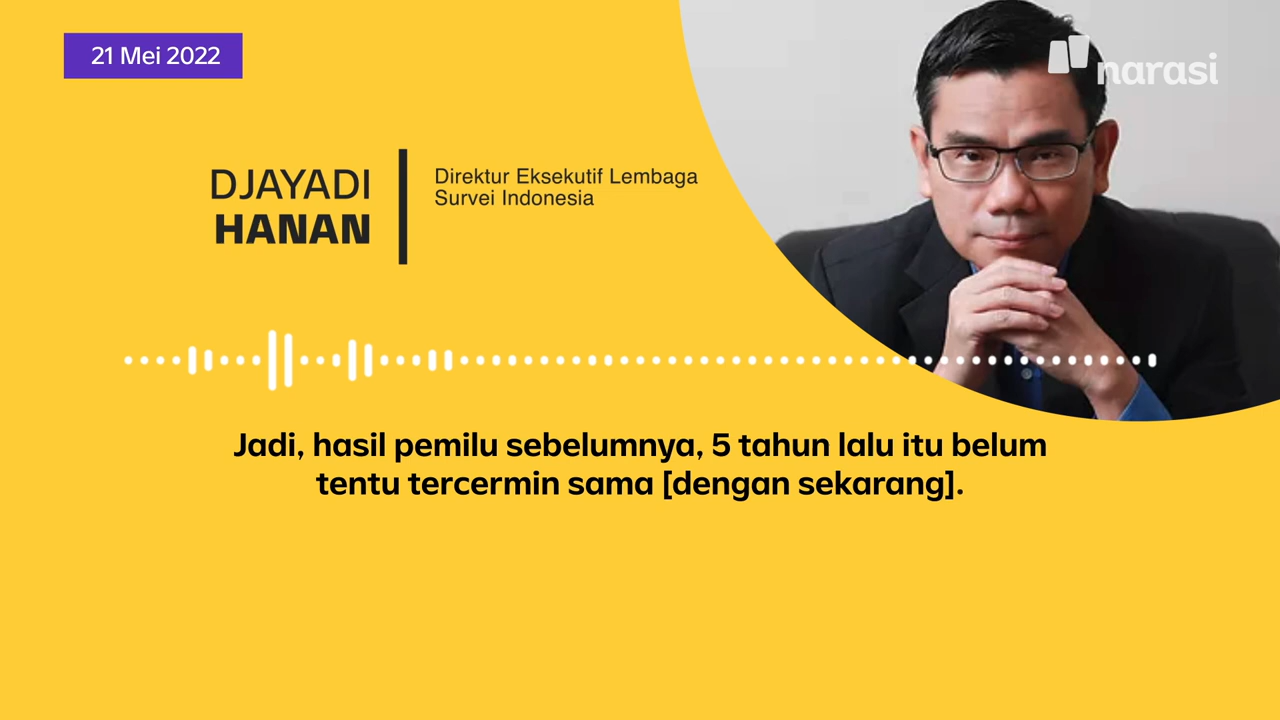 21 Mei 2022
narasi
DJAYADI
HANAN
Direktur Eksekutif Lembaga
Survei Indonesia
Jadi, hasil pemilu sebelumnya, 5 tahun lalu itu belum
tentu tercermin sama [dengan sekarang].